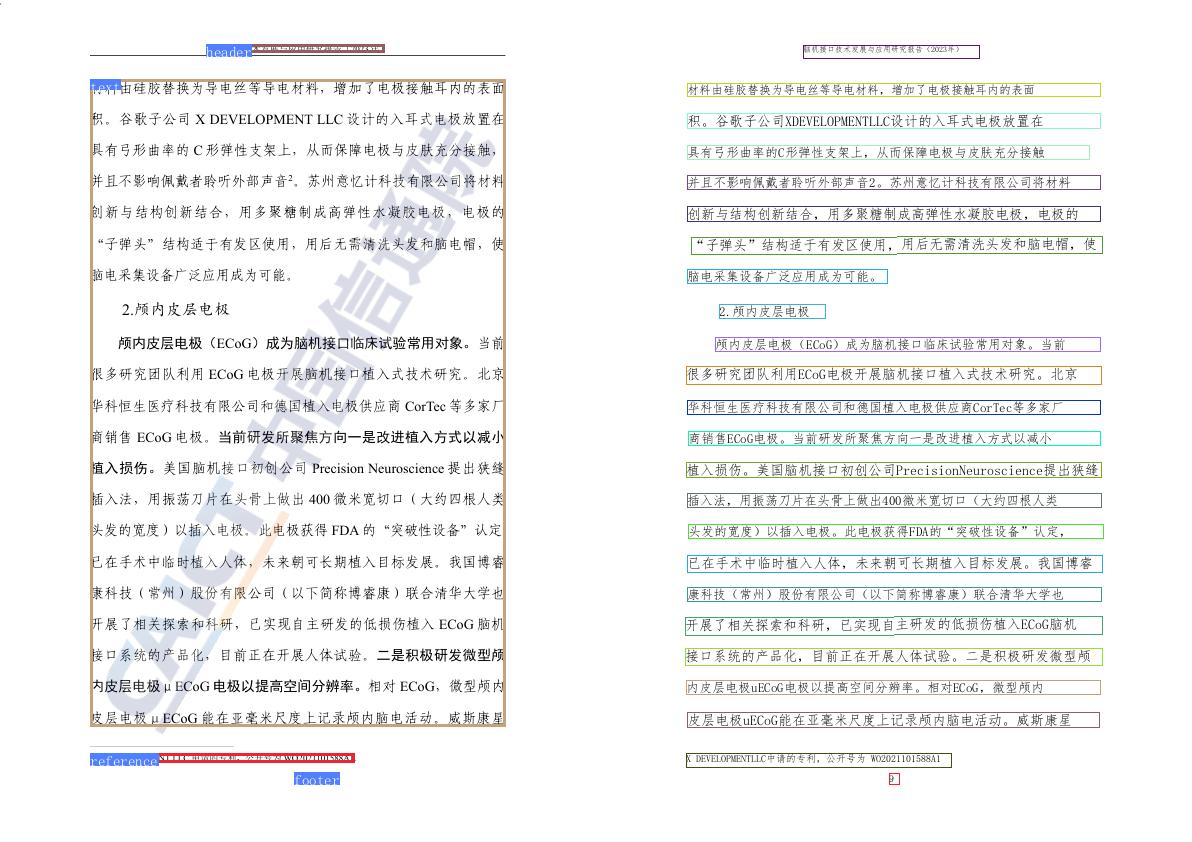 header
text
材料由硅胶替换为导电丝等导电材料，增加了电极接触耳内的表面
积。谷歌子公司 X DEVELOPMENT LLC 设计的入耳式电极放置在
具有弓形曲率的 C 形弹性支架上，从而保障电极与皮肤充分接触，
并且不影响佩戴者聆听外部声音2。苏州意忆计科技有限公司将材料
创新与结构创新结合，用多聚糖制成高弹性水凝胶电极，电极的
“子弹头”结构适于有发区使用，用后无需清洗头发和脑电帽，使
脑电采集设备广泛应用成为可能。
2.颅内皮层电极
颅内皮层电极（ECoG）成为脑机接口临床试验常用对象。当前
很多研究团队利用 ECoG 电极开展脑机接口植入式技术研究。北京
华科恒生医疗科技有限公司和德国植入电极供应商 CorTec 等多家厂
商销售 ECoG 电极。当前研发所聚焦方向一是改进植入方式以减小
植入损伤。美国脑机接口初创公司 Precision Neuroscience 提出狭缝
插入法，用振荡刀片在头骨上做出 400 微米宽切口（大约四根人类
头发的宽度）以插入电极。此电极获得 FDA 的“突破性设备”认定，
已在手术中临时植入人体，未来朝可长期植入目标发展。我国博睿
康科技（常州）股份有限公司（以下简称博睿康）联合清华大学也
开展了相关探索和科研，已实现自主研发的低损伤植入 ECoG 脑机
接口系统的产品化，目前正在开展人体试验。二是积极研发微型颅
内皮层电极 μ ECoG 电极以提高空间分辨率。相对 ECoG，微型颅内
皮层电极 μ ECoG 能在亚毫米尺度上记录颅内脑电活动。威斯康星
reference LLC 申请的专利，公开号为 WO2021101588A1
footer
CAICT 中国信通院
脑机接口技术发展与应用研究报告（2023年）
材料由硅胶替换为导电丝等导电材料，增加了电极接触耳内的表面
积。谷歌子公司XDEVELOPMENTLLC设计的入耳式电极放置在
具有弓形曲率的C形弹性支架上，从而保障电极与皮肤充分接触
并且不影响佩戴者聆听外部声音2。苏州意忆计科技有限公司将材料
创新与结构创新结合，用多聚糖制成高弹性水凝胶电极，电极的
“子弹头”结构适于有发区使用，用后无需清洗头发和脑电帽，使
脑电采集设备广泛应用成为可能。
2.颅内皮层电极
颅内皮层电极（ECoG）成为脑机接口临床试验常用对象。当前
很多研究团队利用ECoG电极开展脑机接口植入式技术研究。北京
华科恒生医疗科技有限公司和德国植入电极供应商CorTec等多家厂
商销售ECoG电极。当前研发所聚焦方向一是改进植入方式以减小
植入损伤。美国脑机接口初创公司PrecisionNeuroscience提出狭缝
插入法，用振荡刀片在头骨上做出400微米宽切口（大约四根人类
头发的宽度）以插入电极。此电极获得FDA的“突破性设备”认定，
已在手术中临时植入人体，未来朝可长期植入目标发展。我国博睿
康科技（常州）股份有限公司（以下简称博睿康）联合清华大学也
开展了相关探索和科研，已实现自主研发的低损伤植入ECoG脑机
接口系统的产品化，目前正在开展人体试验。二是积极研发微型颅
内皮层电极uECoG电极以提高空间分辨率。相对ECoG，微型颅内
皮层电极uECoG能在亚毫米尺度上记录颅内脑电活动。威斯康星
X DEVELOPMENTLLC申请的专利，公开号为 WO2021101588A1
9